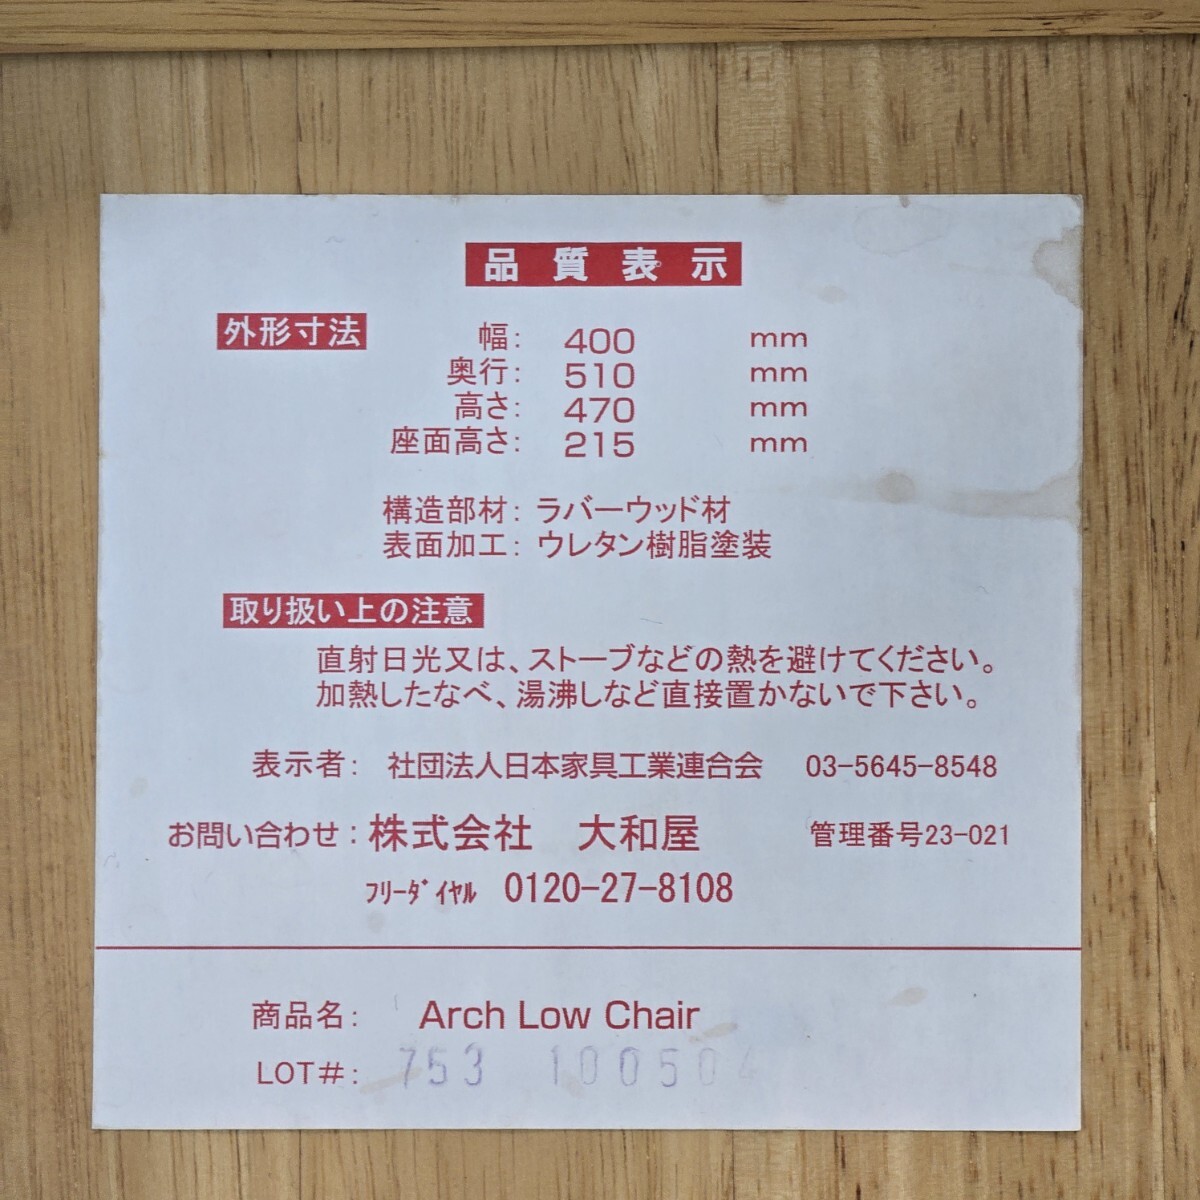 品質表示
外形寸法 幅: 400 mm
奥行: 510 mm
高さ: 470 mm
座面高さ: 215 mm
構造部材: ラバーウッド材
表面加工: ウレタン樹脂塗装
取り扱い上の注意
直射日光又は、ストーブなどの熱を避けてください。
加熱したなべ、湯沸しなど直接置かないで下さい。
表示者: 社団法人日本家具工業連合会 03-5645-8548
お問い合わせ: 株式会社 大和屋 管理番号23-021
ﾌﾘｰﾀﾞｲﾔﾙ 0120-27-8108
商品名: Arch Low Chair
LOT#: 753 100504